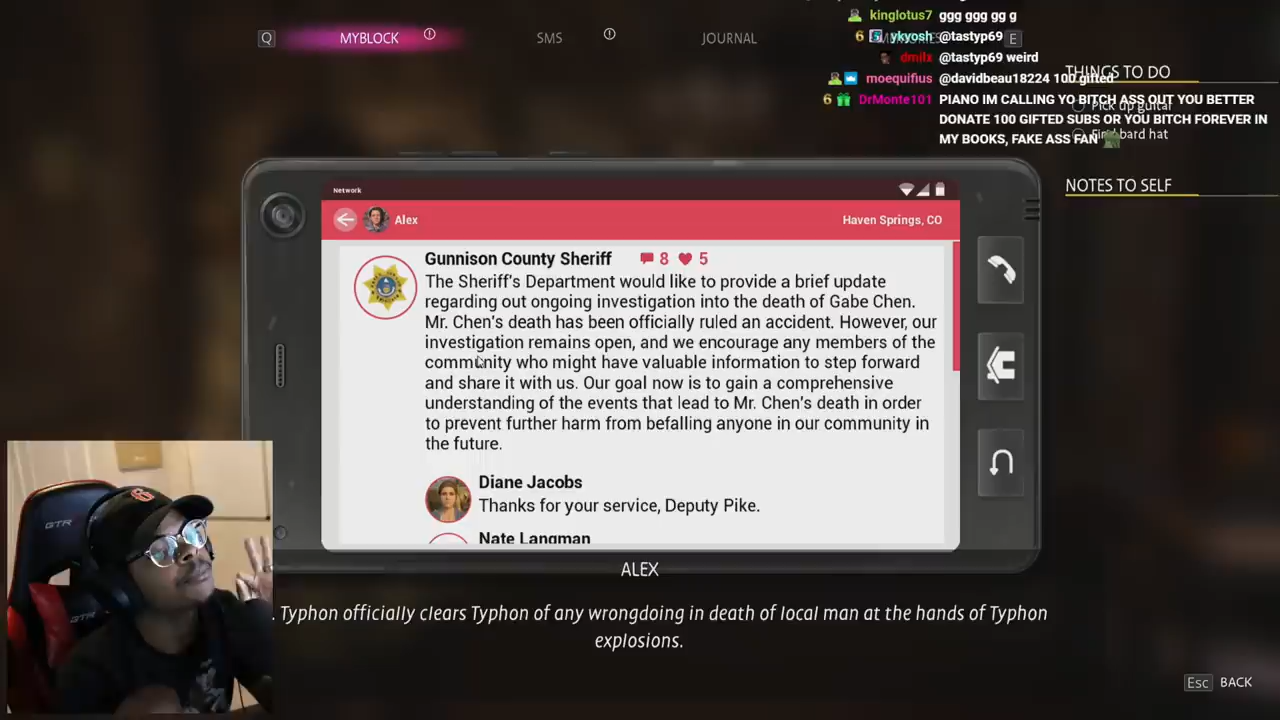 kinglotus7 ggg ggg gg g
ykyosh @tastyp69
dmilx @tastyp69 weird
moequifius @davidbeau18224 100 gifted
DrMonte101 PIANO IM CALLING YO BITCH ASS OUT YOU BETTER
DONATE 100 GIFTED SUBS OR YOU BITCH FOREVER IN
MY BOOKS, FAKE ASS FAN
Q MYBLOCK SMS JOURNAL E
THINGS TO DO
Pick up guitar
Find bard hat
NOTES TO SELF
Network
Alex Haven Springs, CO
Gunnison County Sheriff 8 5
The Sheriff's Department would like to provide a brief update
regarding out ongoing investigation into the death of Gabe Chen.
Mr. Chen's death has been officially ruled an accident. However, our
investigation remains open, and we encourage any members of the
community who might have valuable information to step forward
and share it with us. Our goal now is to gain a comprehensive
understanding of the events that lead to Mr. Chen's death in order
to prevent further harm from befalling anyone in our community in
the future.
Diane Jacobs
Thanks for your service, Deputy Pike.
Nate Langman
ALEX
. Typhon officially clears Typhon of any wrongdoing in death of local man at the hands of Typhon
explosions.
GTR
GTR
Esc BACK